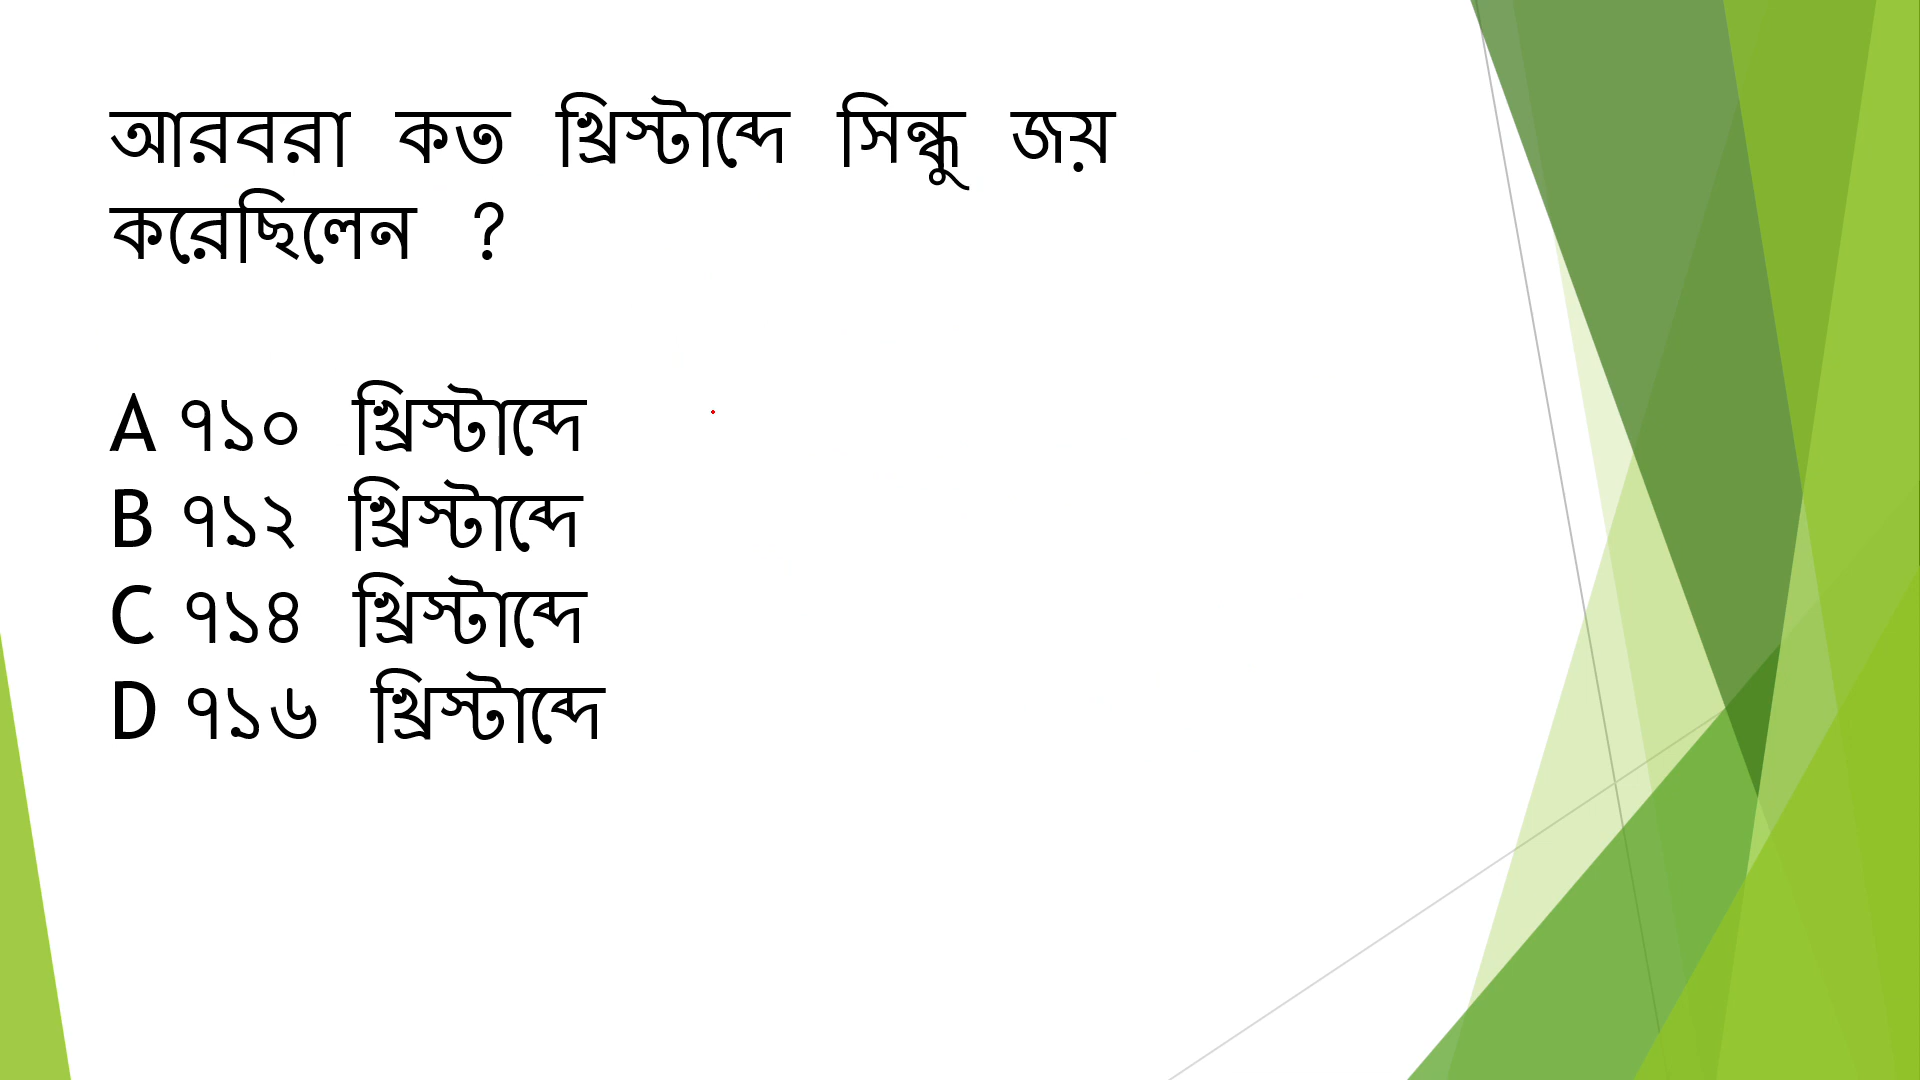 আরবরা কত খ্রিস্টাব্দে সিন্ধু জয়
করেছিলেন ?
A ৭১০ খ্রিস্টাব্দে
B ৭১২ খ্রিস্টাব্দে
C ৭১৪ খ্রিস্টাব্দে
D ৭১৬ খ্রিস্টাব্দে